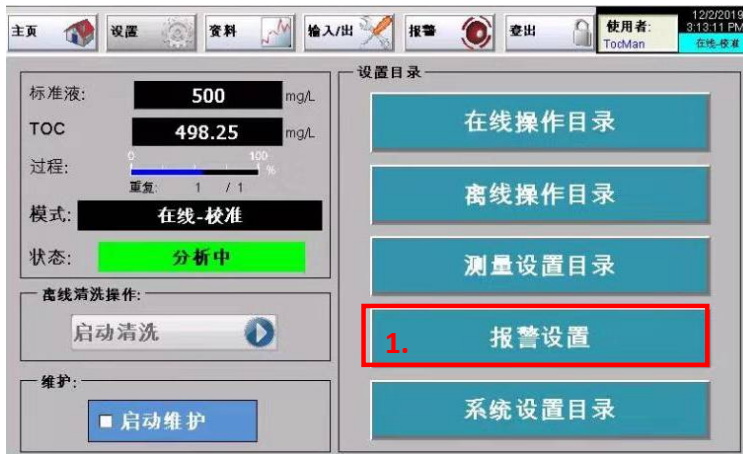 主页 设置 资料 输入/出 报警 登出 使用者: 12/2/2019
TocMan 3:13:11 PM
在线-校准
设置目录
标准液: 500 mg/L
TOC 498.25 mg/L
过程: 0 100 %
重复: 1 / 1
模式: 在线-校准
状态: 分析中
离线清洗操作:
启动清洗
维护:
启动维护
在线操作目录
离线操作目录
测量设置目录
1. 报警设置
系统设置目录